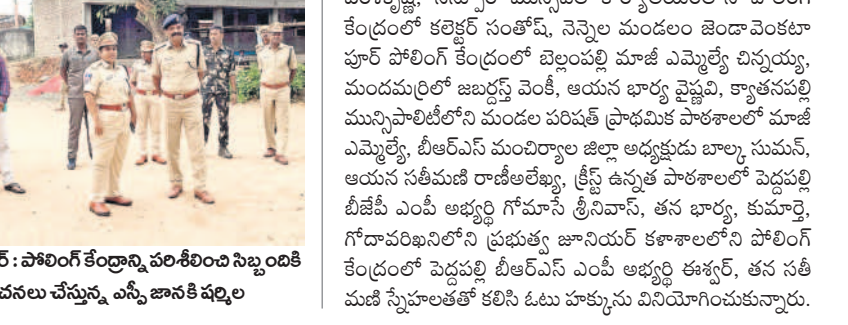 కేంద్రంలో కలెక్టర్ సంతోష్, నెన్నెల మండలం జెండావెంకటా
పూర్ పోలింగ్ కేంద్రంలో బెల్లంపల్లి మాజీ ఎమ్మెల్యే చిన్నయ్య,
మందమర్రిలో జబర్దస్త్ వెంకీ, ఆయన భార్య వైష్ణవి, క్యాతనపల్లి
మున్సిపాలిటీలోని మండల పరిషత్ ప్రాథమిక పాఠశాలలో మాజీ
ఎమ్మెల్యే, బీఆర్ఎస్ మంచిర్యాల జిల్లా అధ్యక్షుడు బాల్క సుమన్,
ఆయన సతీమణి రాణీఅలేఖ్య, క్రీస్ట్ ఉన్నత పాఠశాలలో పెద్దపల్లి
బీజేపీ ఎంపీ అభ్యర్థి గోమాసే శ్రీనివాస్, తన భార్య, కుమార్తె,
గోదావరిఖనిలోని ప్రభుత్వ జూనియర్ కళాశాలలోని పోలింగ్
కేంద్రంలో పెద్దపల్లి బీఆర్ఎస్ ఎంపీ అభ్యర్థి ఈశ్వర్, తన సతీ
మణి స్నేహలతతో కలిసి ఓటు హక్కును వినియోగించుకున్నారు.
ర్ : పోలింగ్ కేంద్రాన్ని పరిశీలించి సిబ్బందికి
చనలు చేస్తున్న ఎస్పీ జానకి షర్మిల